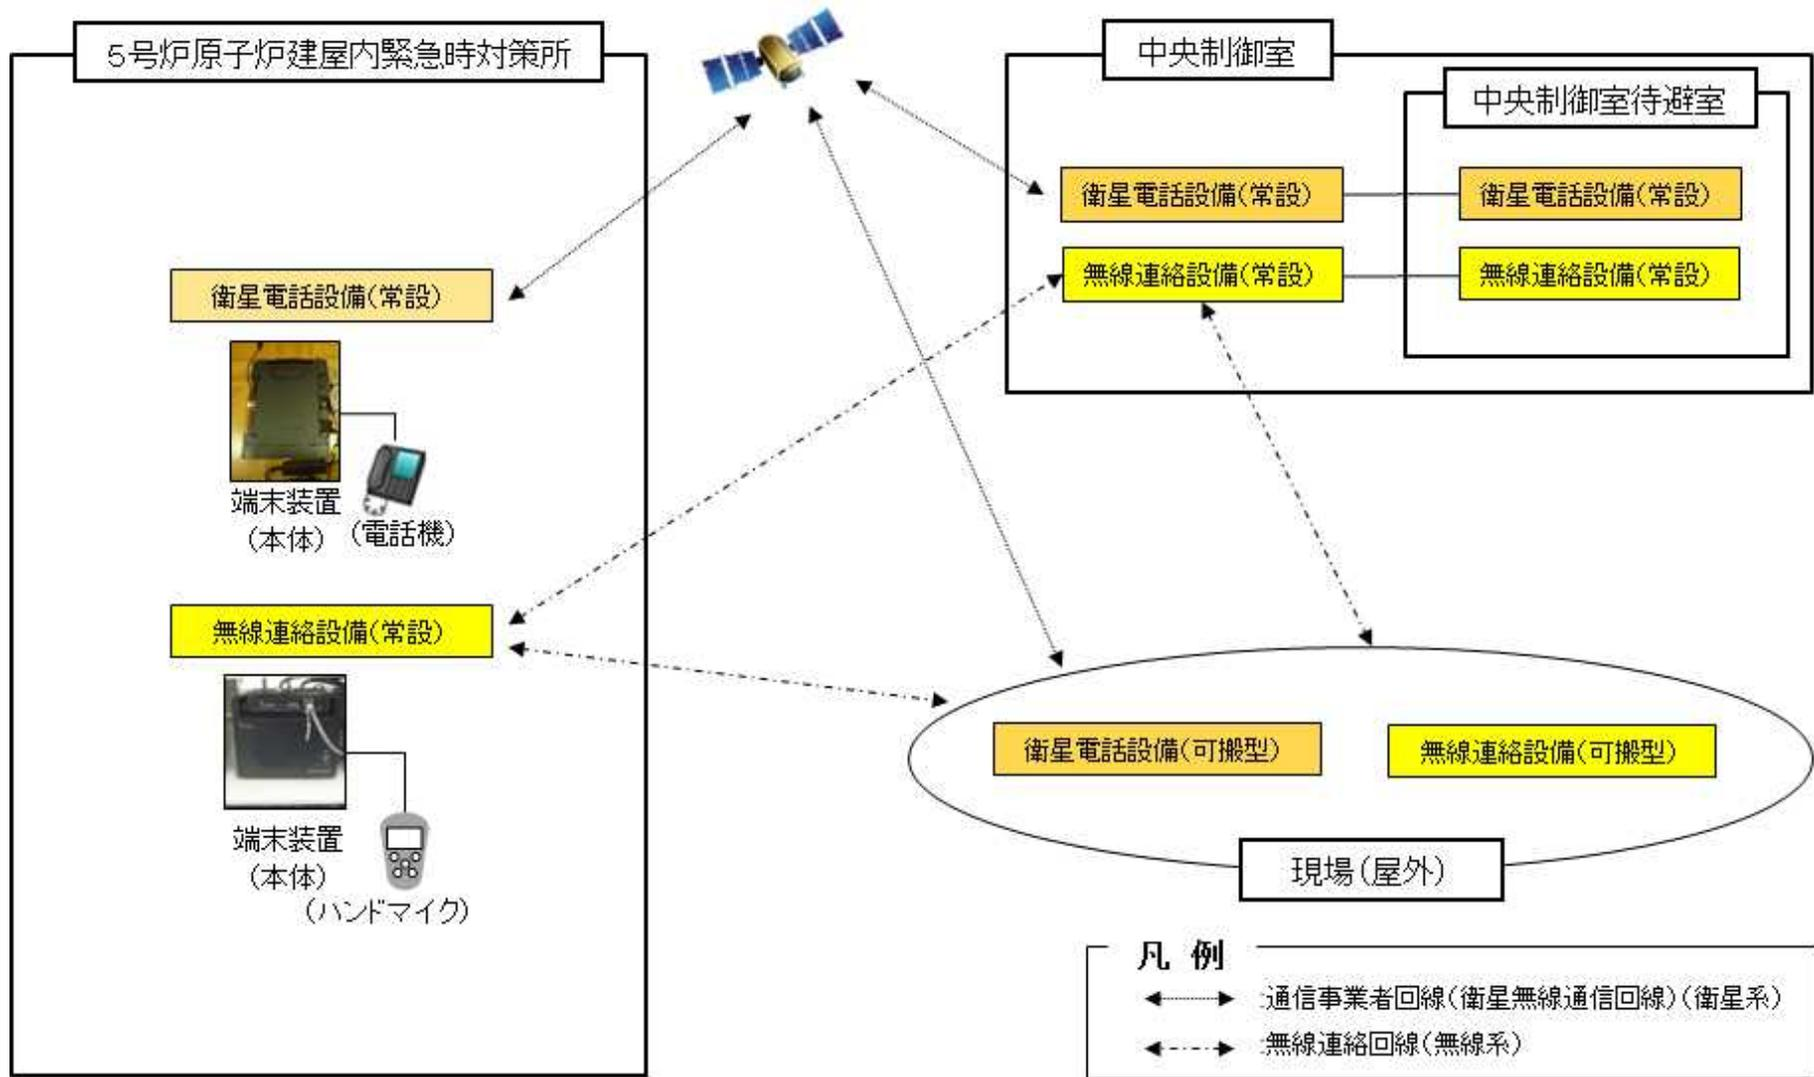 5号炉原子炉建屋内緊急時対策所
衛星電話設備(常設)
端末装置
(本体)
(電話機)
無線連絡設備(常設)
端末装置
(本体)
(ハンドマイク)
中央制御室
中央制御室待避室
衛星電話設備(常設)
衛星電話設備(常設)
無線連絡設備(常設)
無線連絡設備(常設)
衛星電話設備(可搬型)
無線連絡設備(可搬型)
現場(屋外)
凡 例
:通信事業者回線(衛星無線通信回線)(衛星系)
:無線連絡回線(無線系)